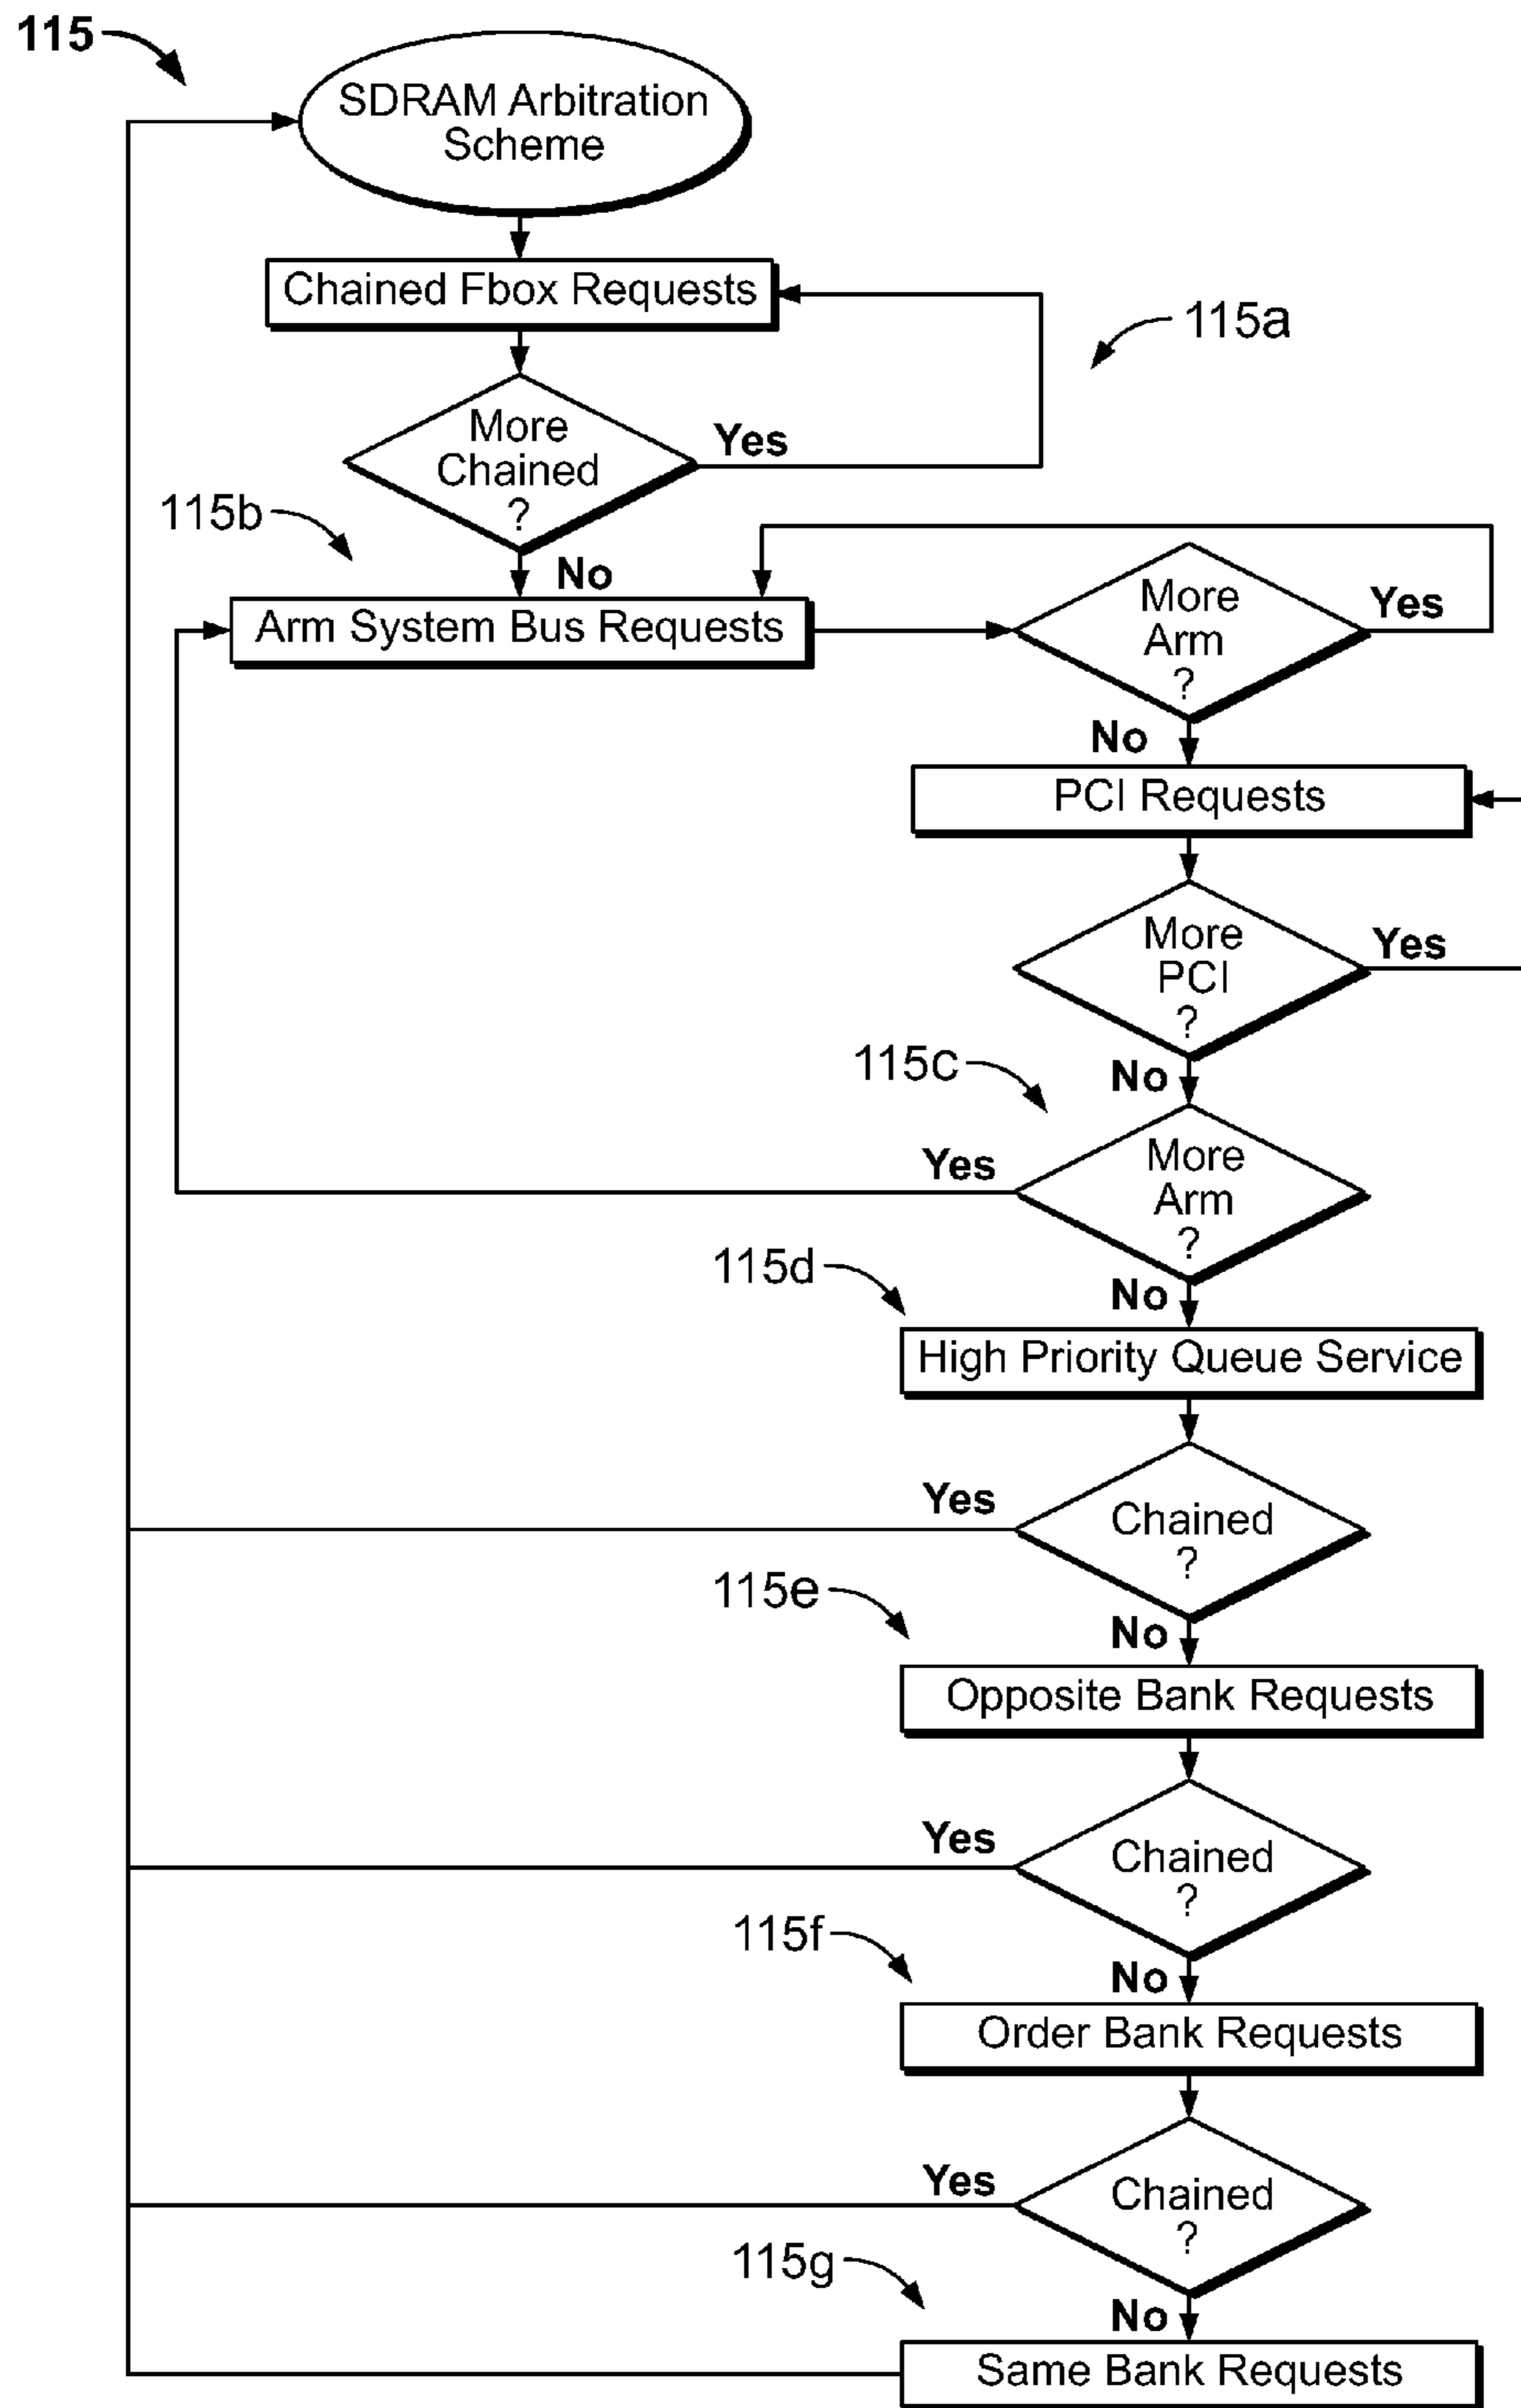 115
SDRAM Arbitration
Scheme
Chained Fbox Requests
115a
More
Chained
?
Yes
115b
No
Arm System Bus Requests
More
Arm
?
Yes
No
PCI Requests
More
PCI
?
Yes
115c
No
More
Arm
?
Yes
115d
No
High Priority Queue Service
Yes
Chained
?
115e
No
Opposite Bank Requests
Yes
Chained
?
115f
No
Order Bank Requests
Yes
Chained
?
115g
No
Same Bank Requests